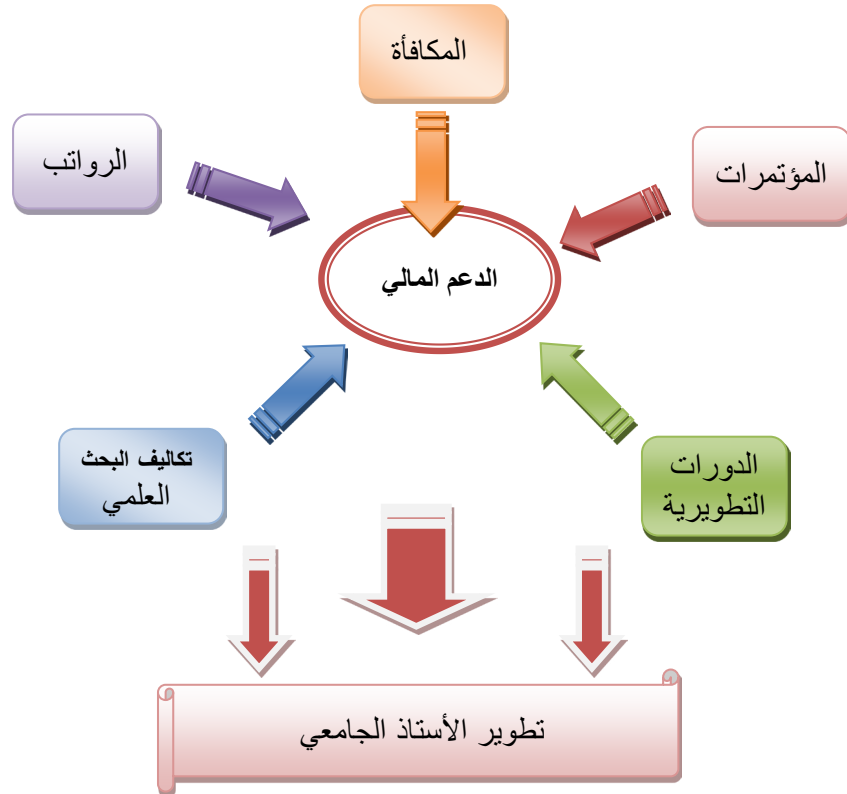 المكافأة
المؤتمرات
الرواتب
الدعم المالي
الدورات
التطويرية
تكاليف البحث
العلمي
تطوير الأستاذ الجامعي